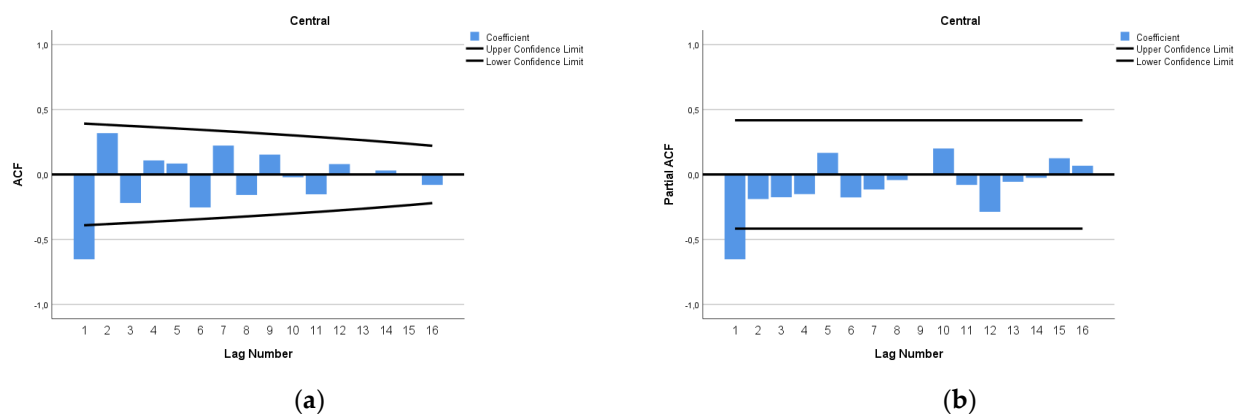 Central
Coefficient
Upper Confidence Limit
Lower Confidence Limit
1,0
0,5
0,0
-0,5
-1,0
ACF
1 2 3 4 5 6 7 8 9 10 11 12 13 14 15 16
Lag Number
(a)
Central
Coefficient
Upper Confidence Limit
Lower Confidence Limit
1,0
0,5
0,0
-0,5
-1,0
Partial ACF
1 2 3 4 5 6 7 8 9 10 11 12 13 14 15 16
Lag Number
(b)